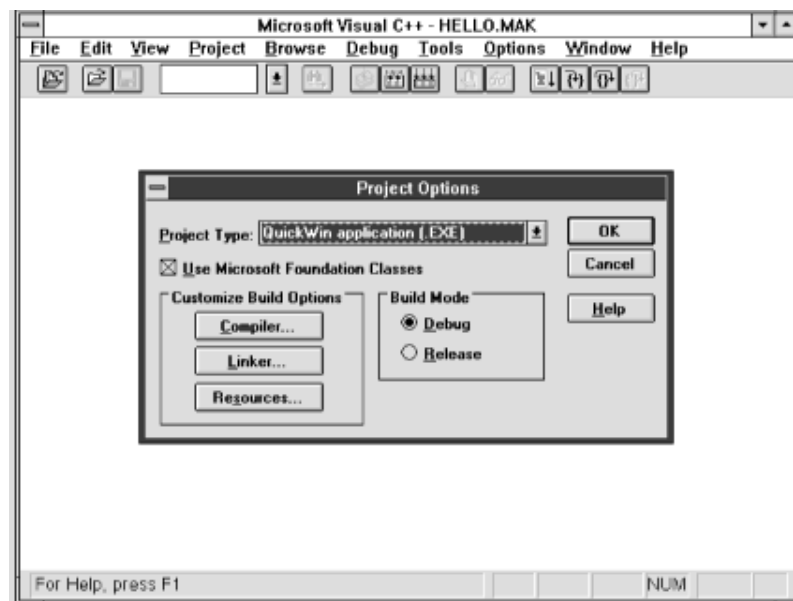 Microsoft Visual C++ - HELLO.MAK
File Edit View Project Browse Debug Tools Options Window Help
Project Options
Project Type: QuickWin application (.EXE)
OK
Use Microsoft Foundation Classes
Cancel
Customize Build Options
Compiler...
Linker...
Resources...
Build Mode
Debug
Release
Help
For Help, press F1
NUM